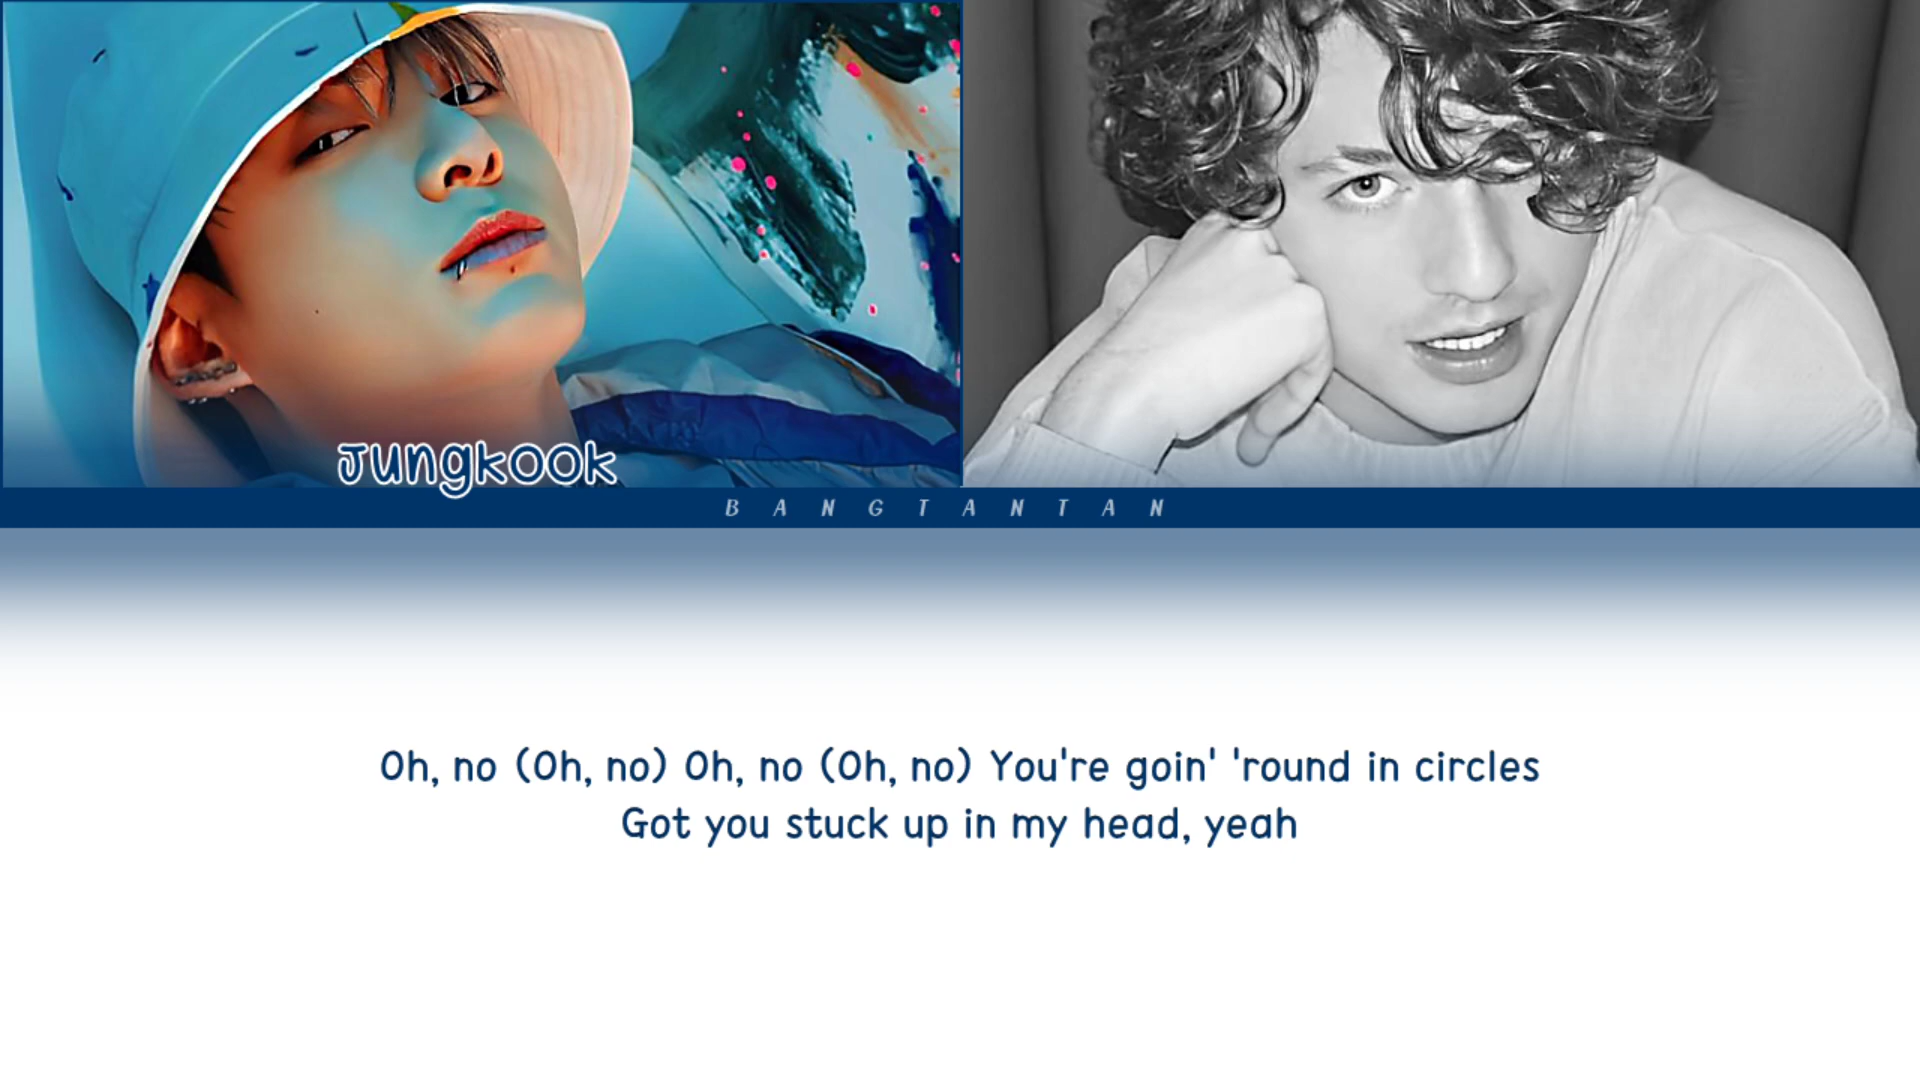 Jungkook
BANGTANTAN
Oh, no (Oh, no) Oh, no (Oh, no) You're goin' 'round in circles
Got you stuck up in my head, yeah